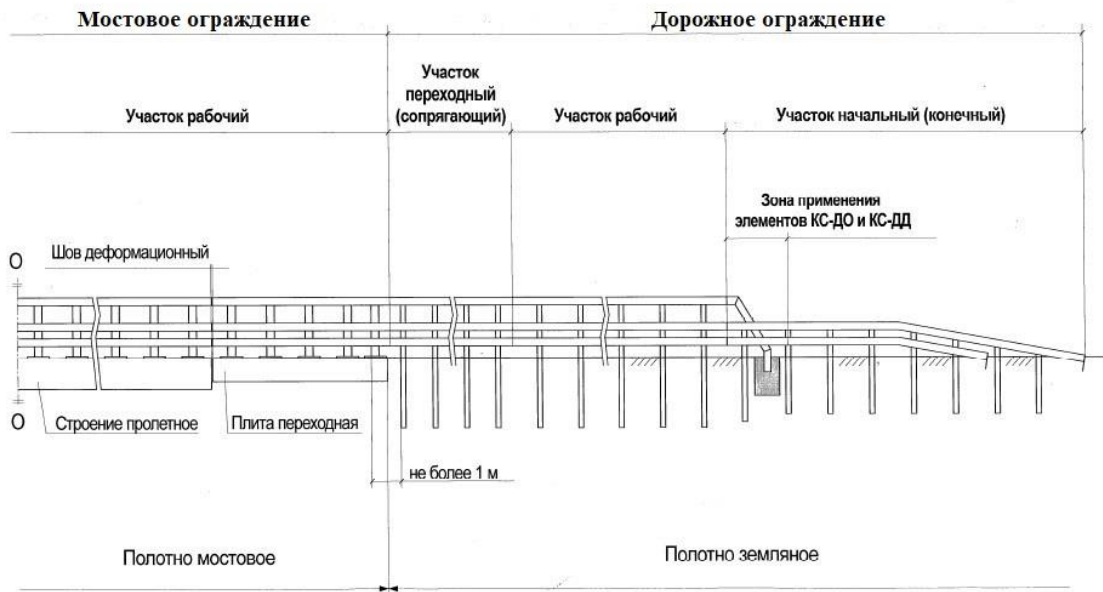 Мостовое ограждение
Дорожное ограждение
Участок рабочий
Участок
переходный
(сопрягающий)
Участок рабочий
Участок начальный (конечный)
Зона применения
элементов КС-ДО и КС-ДД
Шов деформационный
О
О
Строение пролетное
Плита переходная
не более 1 м
Полотно мостовое
Полотно земляное